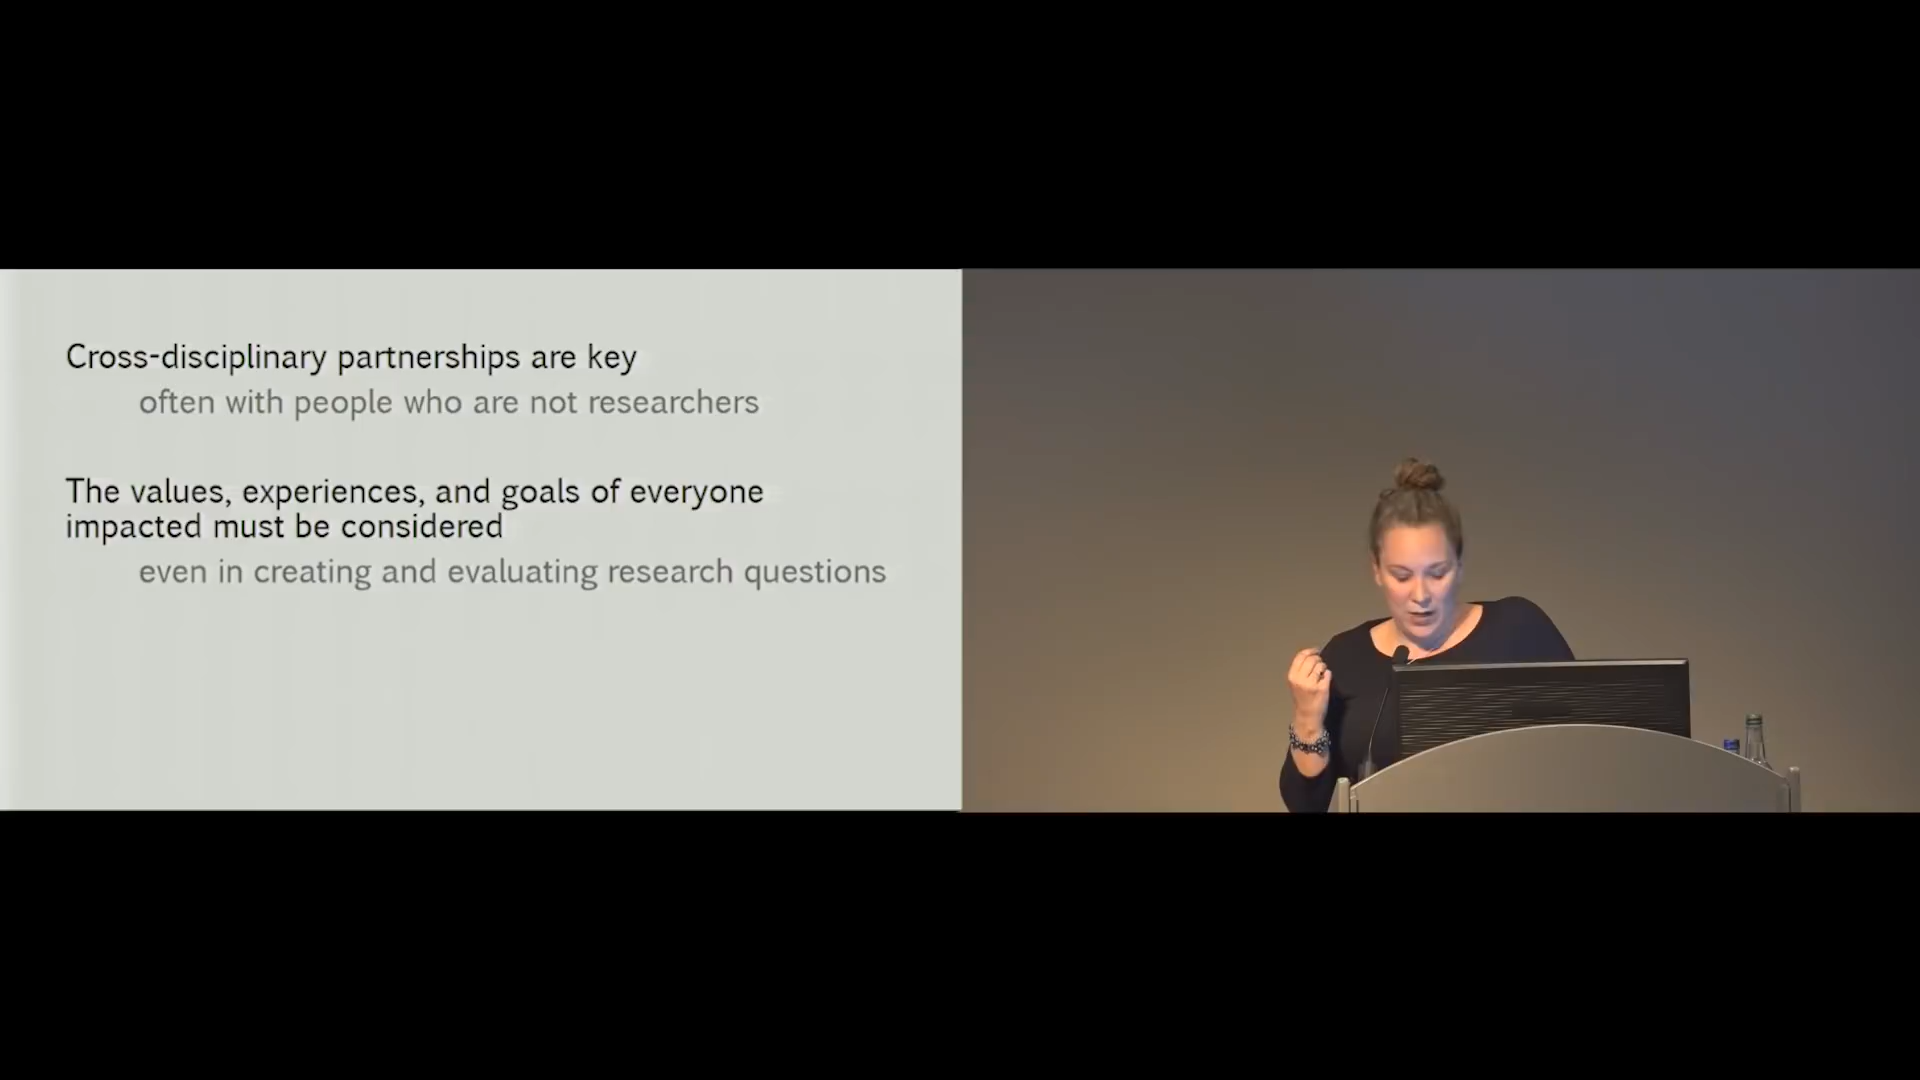 Cross-disciplinary partnerships are key
often with people who are not researchers
The values, experiences, and goals of everyone
impacted must be considered
even in creating and evaluating research questions